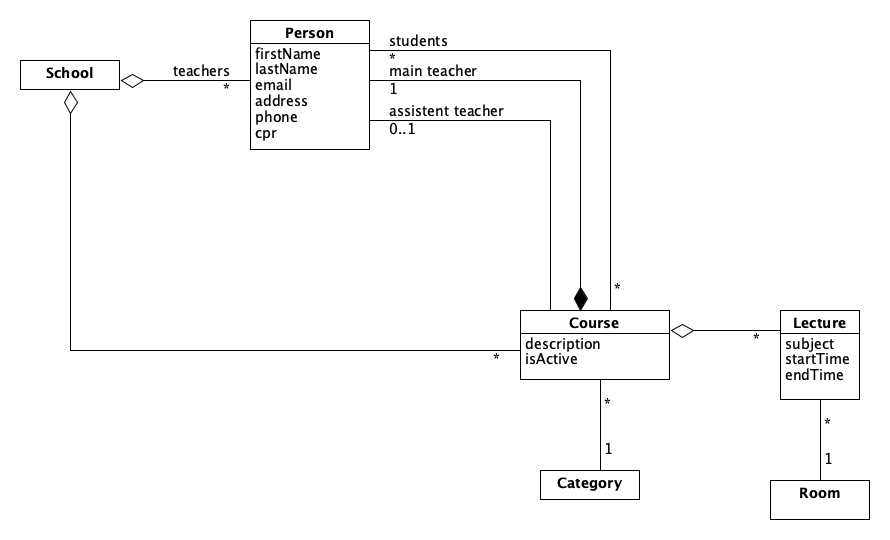 Person
School
firstName
lastName
email
address
phone
cpr
teachers
*
students
*
main teacher
1
assistent teacher
0..1
*
Course
description
isActive
*
*
Lecture
subject
startTime
endTime
*
1
Category
*
1
Room